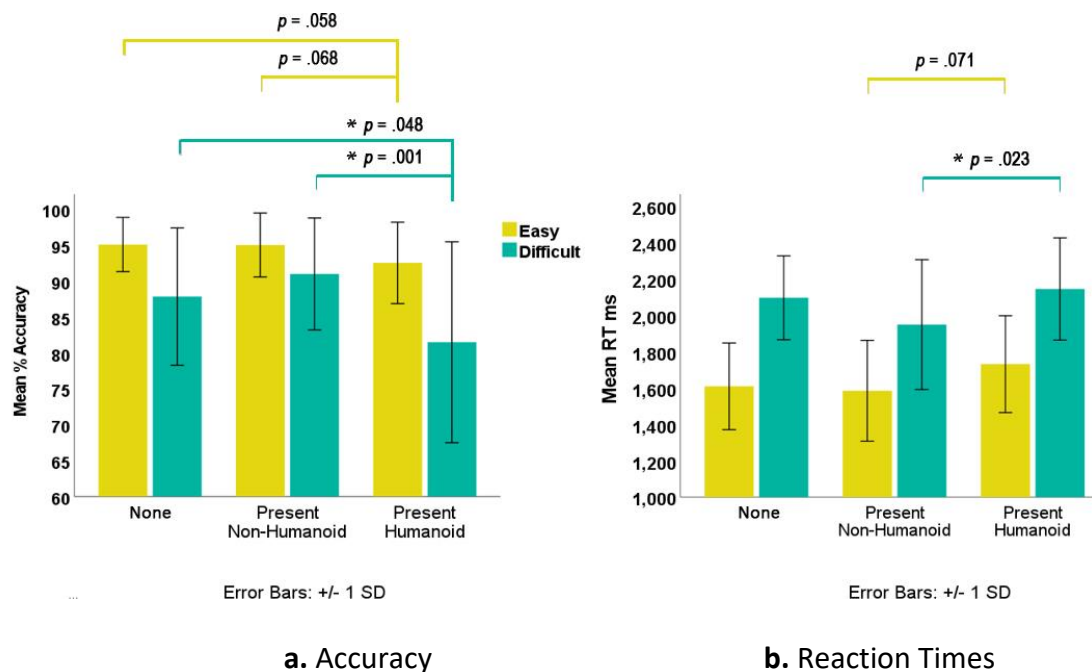 p = .058
p = .068
* p = .048
* p = .001
Mean % Accuracy
100
95
90
85
80
75
70
65
60
None
Present
Non-Humanoid
Present
Humanoid
Easy
Difficult
...
Error Bars: +/- 1 SD
a. Accuracy
p = .071
* p = .023
Mean RT ms
2,600
2,400
2,200
2,000
1,800
1,600
1,400
1,200
1,000
None
Present
Non-Humanoid
Present
Humanoid
Error Bars: +/- 1 SD
b. Reaction Times